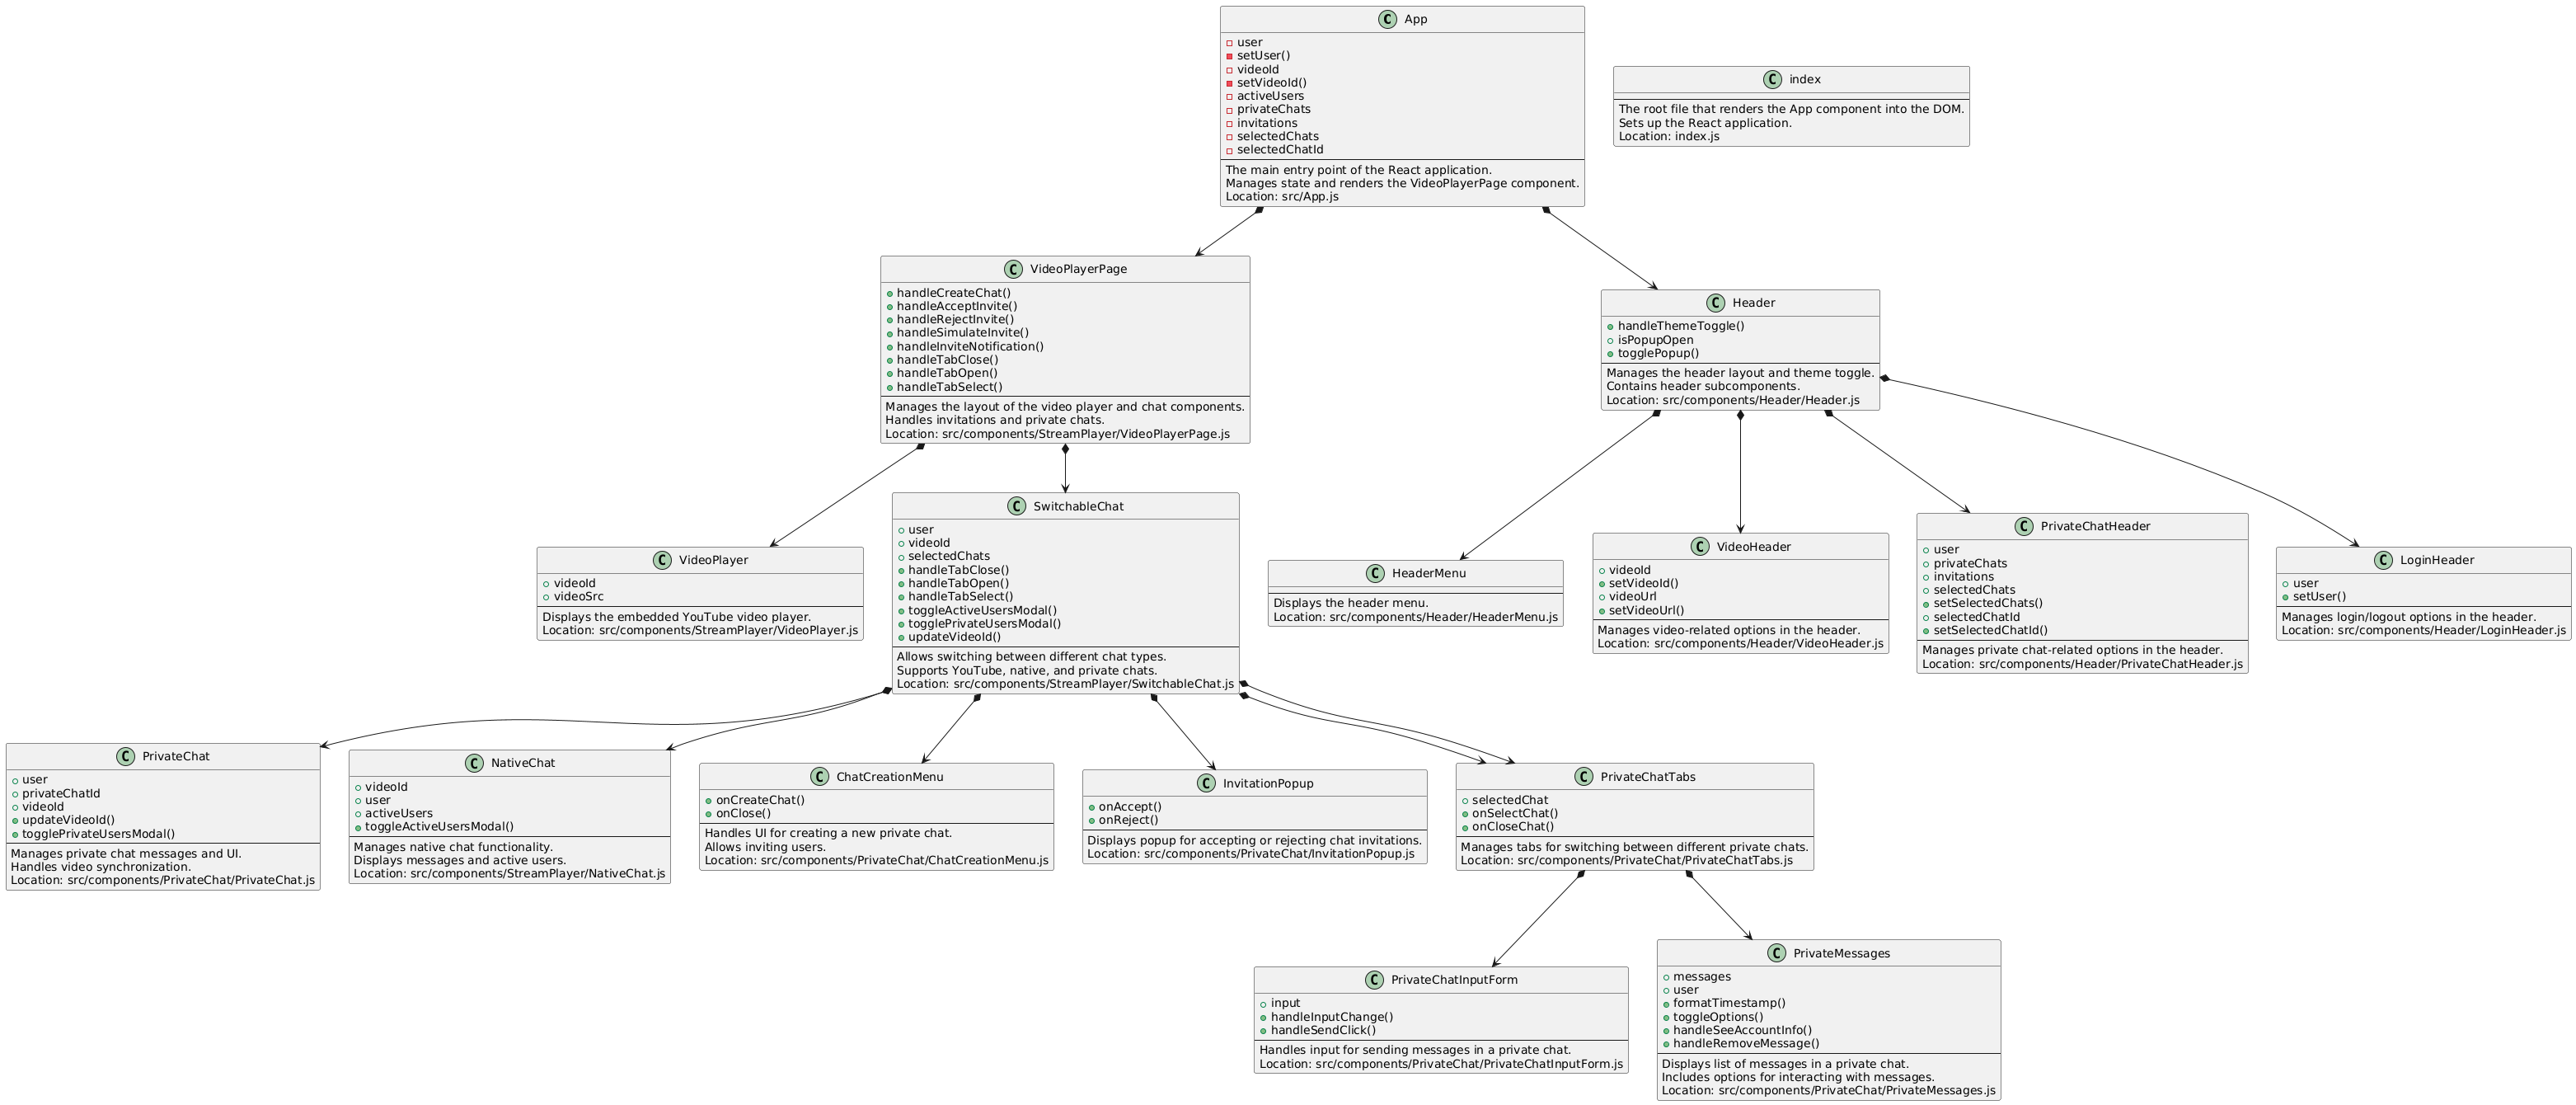 C App
user
setUser()
videoId
setVideoId()
activeUsers
privateChats
invitations
selectedChats
selectedChatId
The main entry point of the React application.
Manages state and renders the VideoPlayerPage component.
Location: src/App.js
C index
The root file that renders the App component into the DOM.
Sets up the React application.
Location: index.js
C VideoPlayerPage
handleCreateChat()
handleAcceptInvite()
handleRejectInvite()
handleSimulateInvite()
handleInviteNotification()
handleTabClose()
handleTabOpen()
handleTabSelect()
Manages the layout of the video player and chat components.
Handles invitations and private chats.
Location: src/components/StreamPlayer/VideoPlayerPage.js
C Header
handleThemeToggle()
isPopupOpen
togglePopup()
Manages the header layout and theme toggle.
Contains header subcomponents.
Location: src/components/Header/Header.js
C VideoPlayer
videoId
videoSrc
Displays the embedded YouTube video player.
Location: src/components/StreamPlayer/VideoPlayer.js
C SwitchableChat
user
videoId
selectedChats
handleTabClose()
handleTabOpen()
handleTabSelect()
toggleActiveUsersModal()
togglePrivateUsersModal()
updateVideoId()
Allows switching between different chat types.
Supports YouTube, native, and private chats.
Location: src/components/StreamPlayer/SwitchableChat.js
C HeaderMenu
Displays the header menu.
Location: src/components/Header/HeaderMenu.js
C VideoHeader
videoId
setVideoId()
videoUrl
setVideoUrl()
Manages video-related options in the header.
Location: src/components/Header/VideoHeader.js
C PrivateChatHeader
user
privateChats
invitations
selectedChats
setSelectedChats()
selectedChatId
setSelectedChatId()
Manages private chat-related options in the header.
Location: src/components/Header/PrivateChatHeader.js
C LoginHeader
user
setUser()
Manages login/logout options in the header.
Location: src/components/Header/LoginHeader.js
C PrivateChat
user
privateChatId
videoId
updateVideoId()
togglePrivateUsersModal()
Manages private chat messages and UI.
Handles video synchronization.
Location: src/components/PrivateChat/PrivateChat.js
C NativeChat
videoId
user
activeUsers
toggleActiveUsersModal()
Manages native chat functionality.
Displays messages and active users.
Location: src/components/StreamPlayer/NativeChat.js
C ChatCreationMenu
onCreateChat()
onClose()
Handles UI for creating a new private chat.
Allows inviting users.
Location: src/components/PrivateChat/ChatCreationMenu.js
C InvitationPopup
onAccept()
onReject()
Displays popup for accepting or rejecting chat invitations.
Location: src/components/PrivateChat/InvitationPopup.js
C PrivateChatTabs
selectedChat
onSelectChat()
onCloseChat()
Manages tabs for switching between different private chats.
Location: src/components/PrivateChat/PrivateChatTabs.js
C PrivateChatInputForm
input
handleInputChange()
handleSendClick()
Handles input for sending messages in a private chat.
Location: src/components/PrivateChat/PrivateChatInputForm.js
C PrivateMessages
messages
user
formatTimestamp()
toggleOptions()
handleSeeAccountInfo()
handleRemoveMessage()
Displays list of messages in a private chat.
Includes options for interacting with messages.
Location: src/components/PrivateChat/PrivateMessages.js